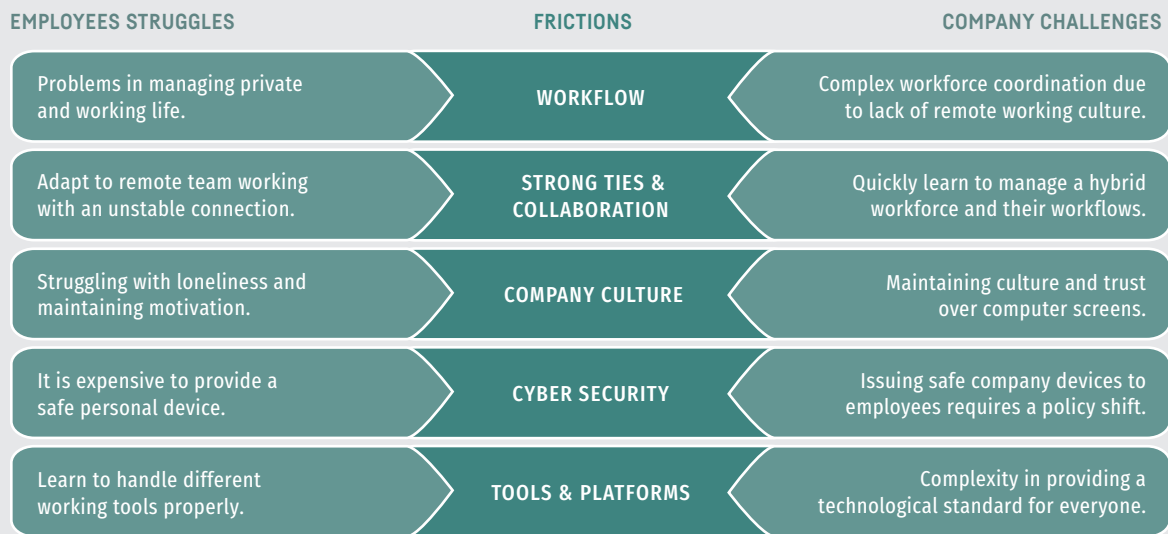 EMPLOYEES STRUGGLES
FRICTIONS
COMPANY CHALLENGES
Problems in managing private
and working life.
WORKFLOW
Complex workforce coordination due
to lack of remote working culture.
Adapt to remote team working
with an unstable connection.
STRONG TIES &
COLLABORATION
Quickly learn to manage a hybrid
workforce and their workflows.
Struggling with loneliness and
maintaining motivation.
COMPANY CULTURE
Maintaining culture and trust
over computer screens.
It is expensive to provide a
safe personal device.
CYBER SECURITY
Issuing safe company devices to
employees requires a policy shift.
Learn to handle different
working tools properly.
TOOLS & PLATFORMS
Complexity in providing a
technological standard for everyone.